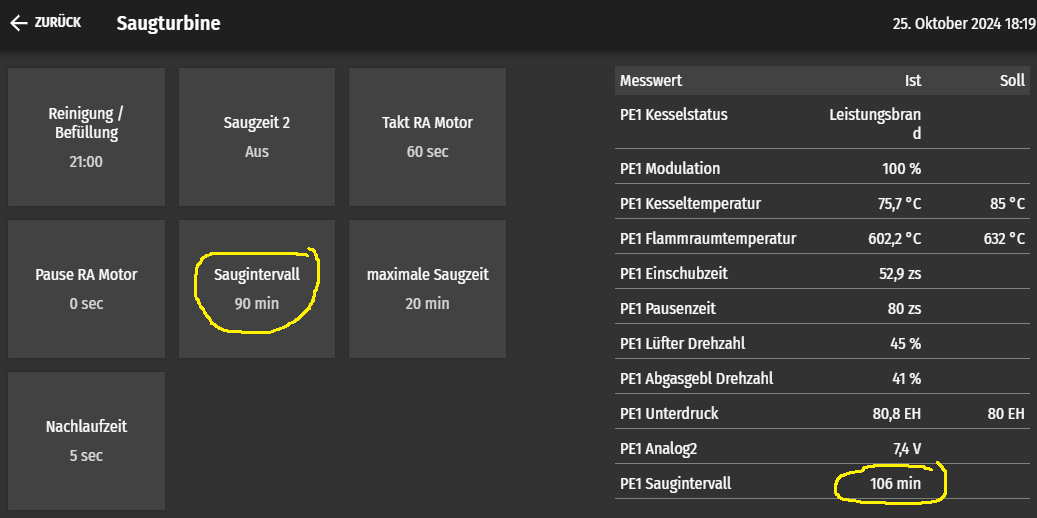 ZURÜCK Saugturbine 25. Oktober 2024 18:19
Reinigung /
Befüllung
21:00
Saugzeit 2
Aus
Takt RA Motor
60 sec
Pause RA Motor
0 sec
Saugintervall
90 min
maximale Saugzeit
20 min
Nachlaufzeit
5 sec
Messwert Ist Soll
PE1 Kesselstatus Leistungsbran
d
PE1 Modulation 100 %
PE1 Kesseltemperatur 75,7 °C 85 °C
PE1 Flammraumtemperatur 602,2 °C 632 °C
PE1 Einschubzeit 52,9 zs
PE1 Pausenzeit 80 zs
PE1 Lüfter Drehzahl 45 %
PE1 Abgasgebl Drehzahl 41 %
PE1 Unterdruck 80,8 EH 80 EH
PE1 Analog2 7,4 V
PE1 Saugintervall 106 min